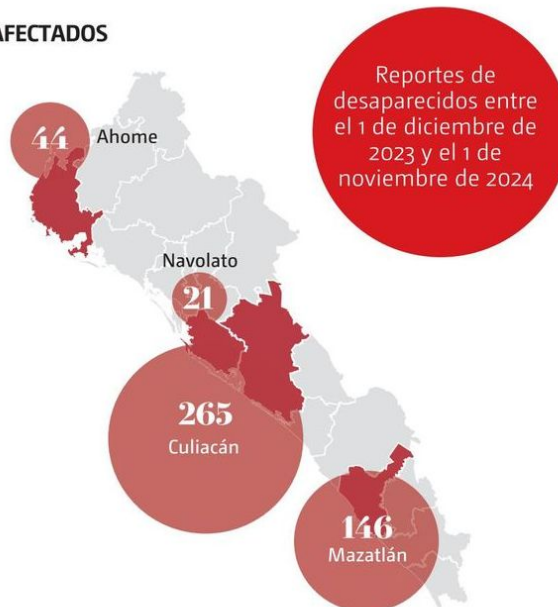 AFECTADOS
Reportes de
desaparecidos entre
el 1 de diciembre de
2023 y el 1 de
noviembre de 2024
44
Ahome
Navolato
21
265
Culiacán
146
Mazatlán